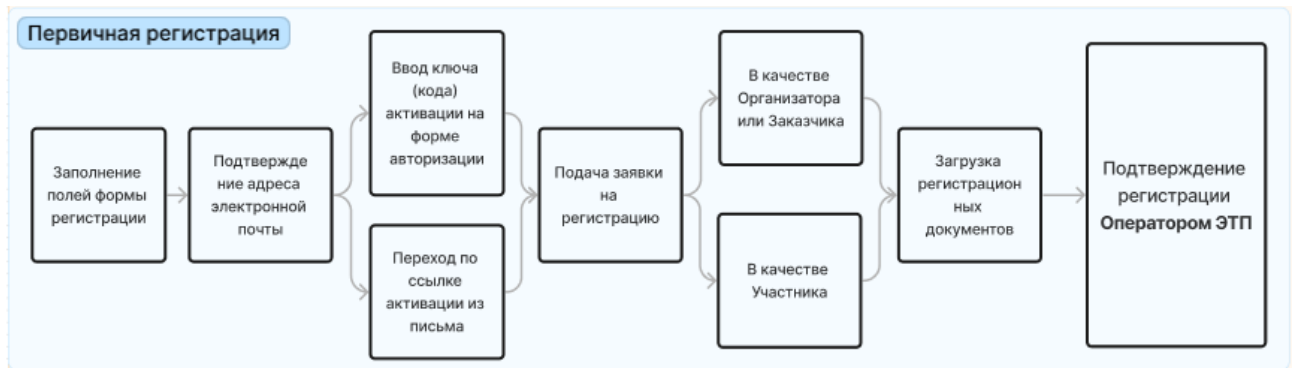 Первичная регистрация
Заполнение
полей формы
регистрации
Подтвержде
ние адреса
электронной
почты
Ввод ключа
(кода)
активации на
форме
авторизации
Переход по
ссылке
активации из
письма
Подача заявки
на
регистрацию
В качестве
Организатора
или Заказчика
В качестве
Участника
Загрузка
регистрацион
ных
документов
Подтверждение
регистрации
Оператором ЭТП